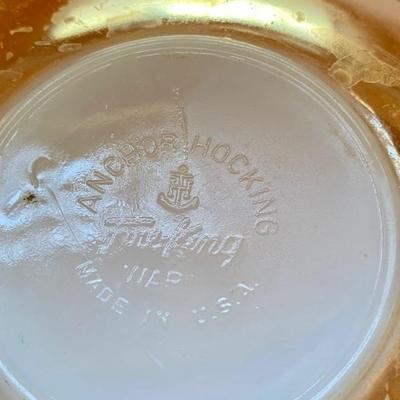 ANCHOR HOCKING
Fire-King
WARE
MADE IN U.S.A.